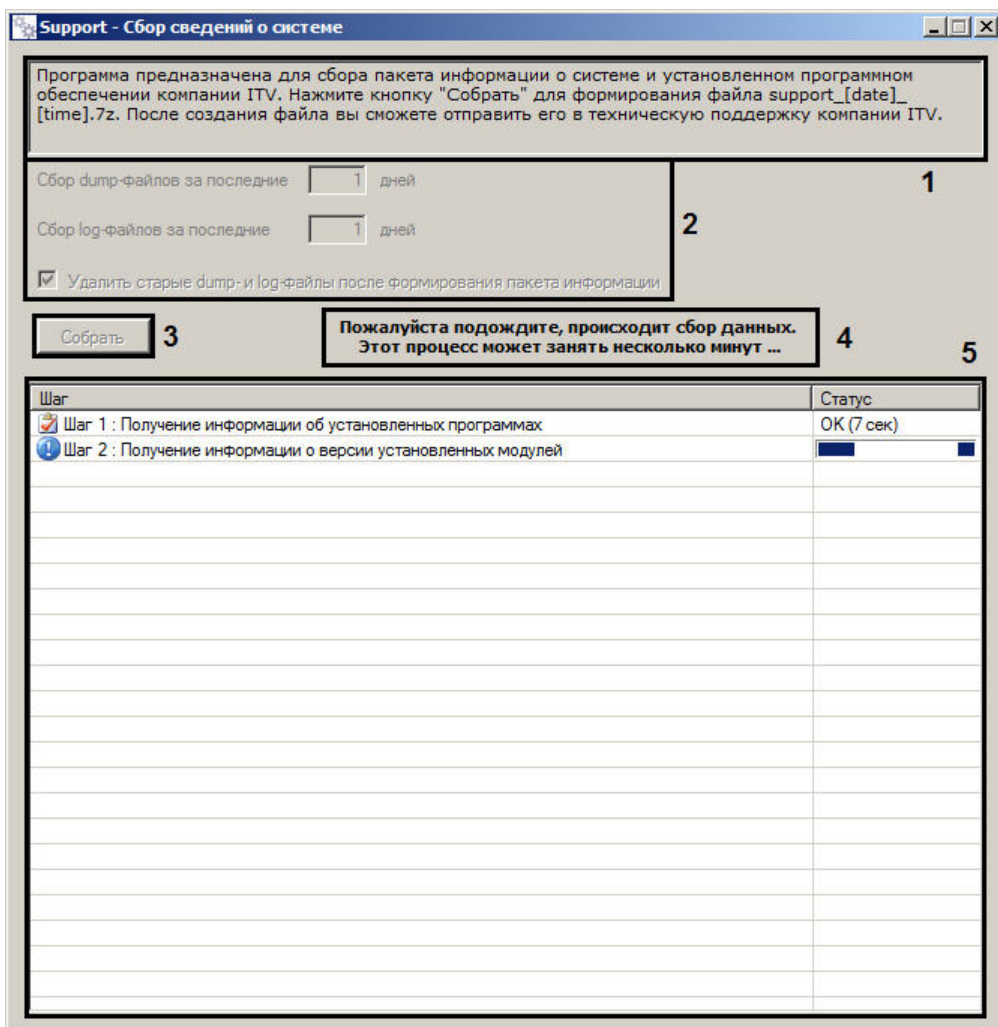 Support - Сбор сведений о системе
Программа предназначена для сбора пакета информации о системе и установленном программном
обеспечении компании ITV. Нажмите кнопку "Собрать" для формирования файла support_[date]_
[time].7z. После создания файла вы сможете отправить его в техническую поддержку компании ITV.
1
Сбор dump-файлов за последние 1 дней
2
Сбор log-файлов за последние 1 дней
Удалить старые dump- и log-файлы после формирования пакета информации
Собрать 3
Пожалуйста подождите, происходит сбор данных.
Этот процесс может занять несколько минут ...
4
5
Шаг Статус
Шаг 1 : Получение информации об установленных программах OK (7 сек)
Шаг 2 : Получение информации о версии установленных модулей